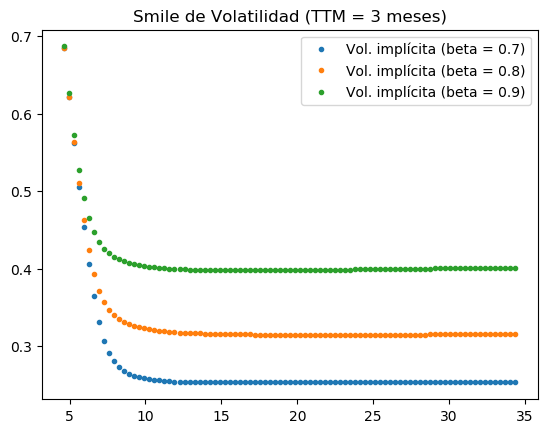 Smile de Volatilidad (TTM = 3 meses)
Vol. implícita (beta = 0.7)
Vol. implícita (beta = 0.8)
Vol. implícita (beta = 0.9)
0.7
0.6
0.5
0.4
0.3
5 10 15 20 25 30 35